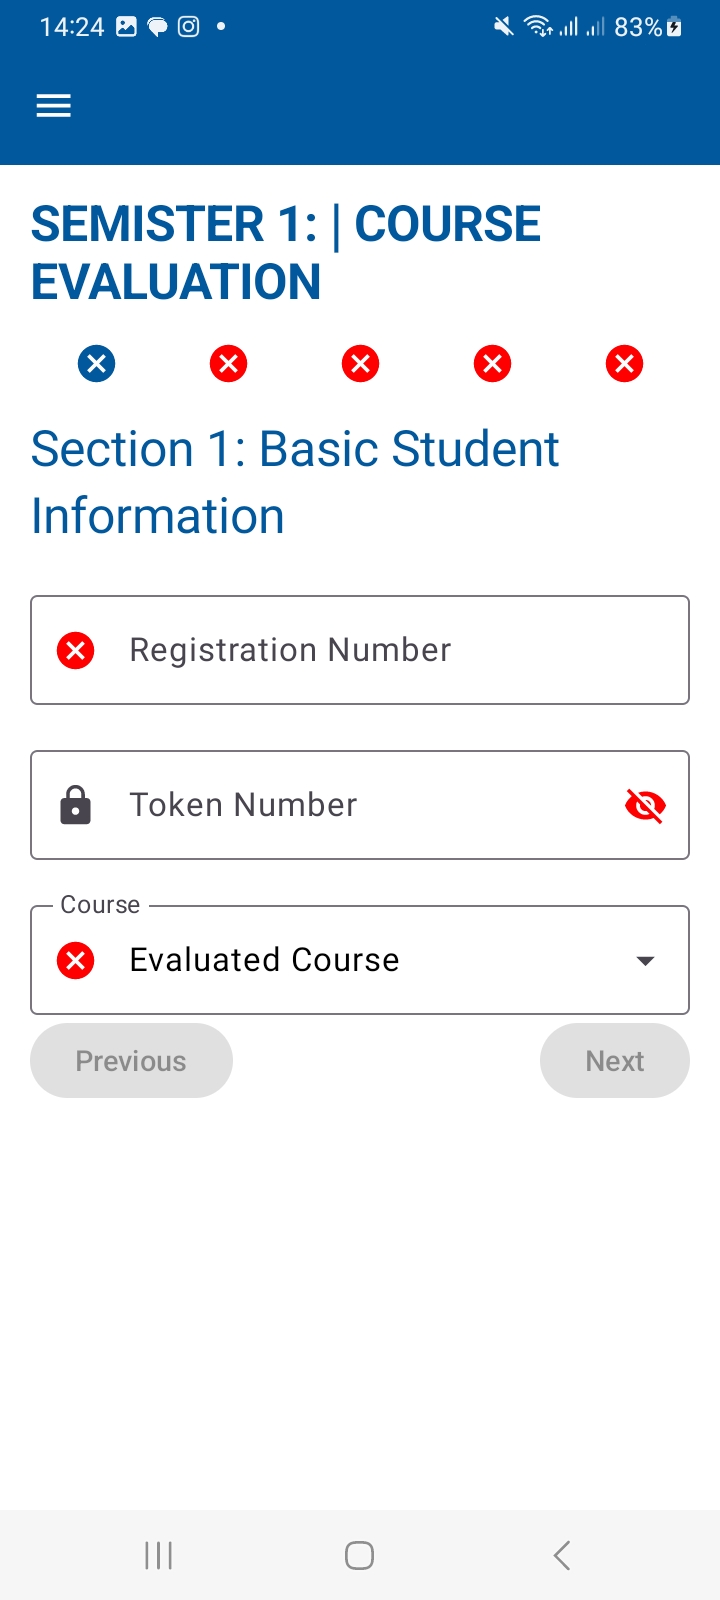 14:24 83%
SEMISTER 1: | COURSE
EVALUATION
Section 1: Basic Student
Information
Registration Number
Token Number
Course
Evaluated Course
Previous Next